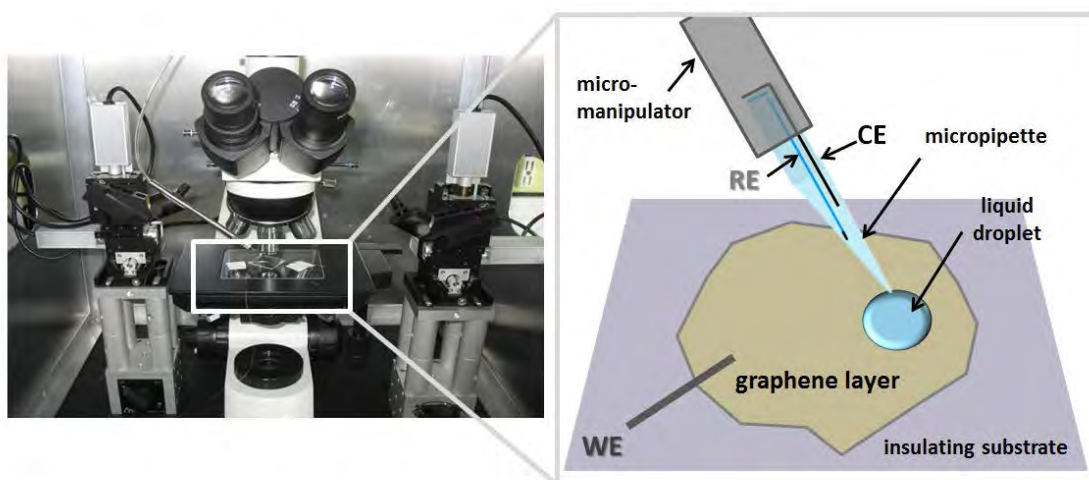 micro-
manipulator
CE
micropipette
RE
liquid
droplet
graphene layer
WE
insulating substrate